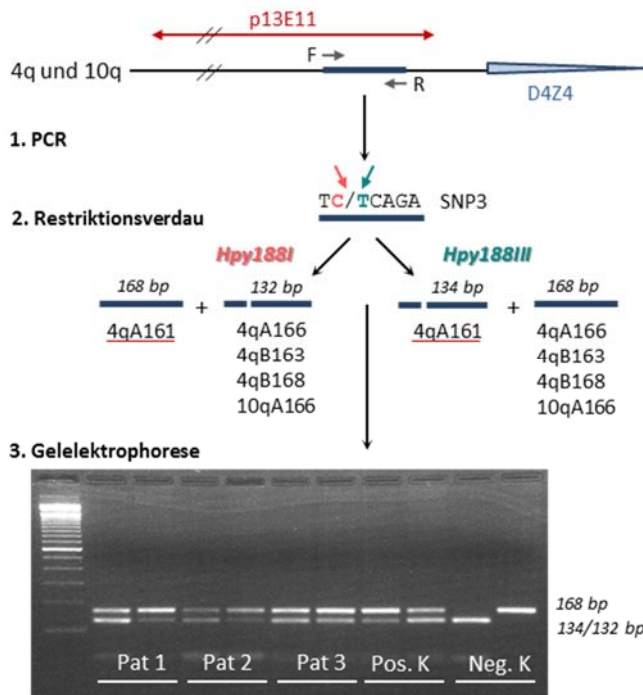 p13E11
F
4q und 10q
R
D4Z4
1. PCR
TC/TCAGA SNP3
2. Restriktionsverdau
Hpy188I Hpy188III
168 bp + 132 bp 134 bp + 168 bp
4qA161 4qA166 4qA161 4qA166
4qB163 4qB163
4qB168 4qB168
10qA166 10qA166
3. Gelelektrophorese
168 bp
134/132 bp
Pat 1 Pat 2 Pat 3 Pos. K Neg. K